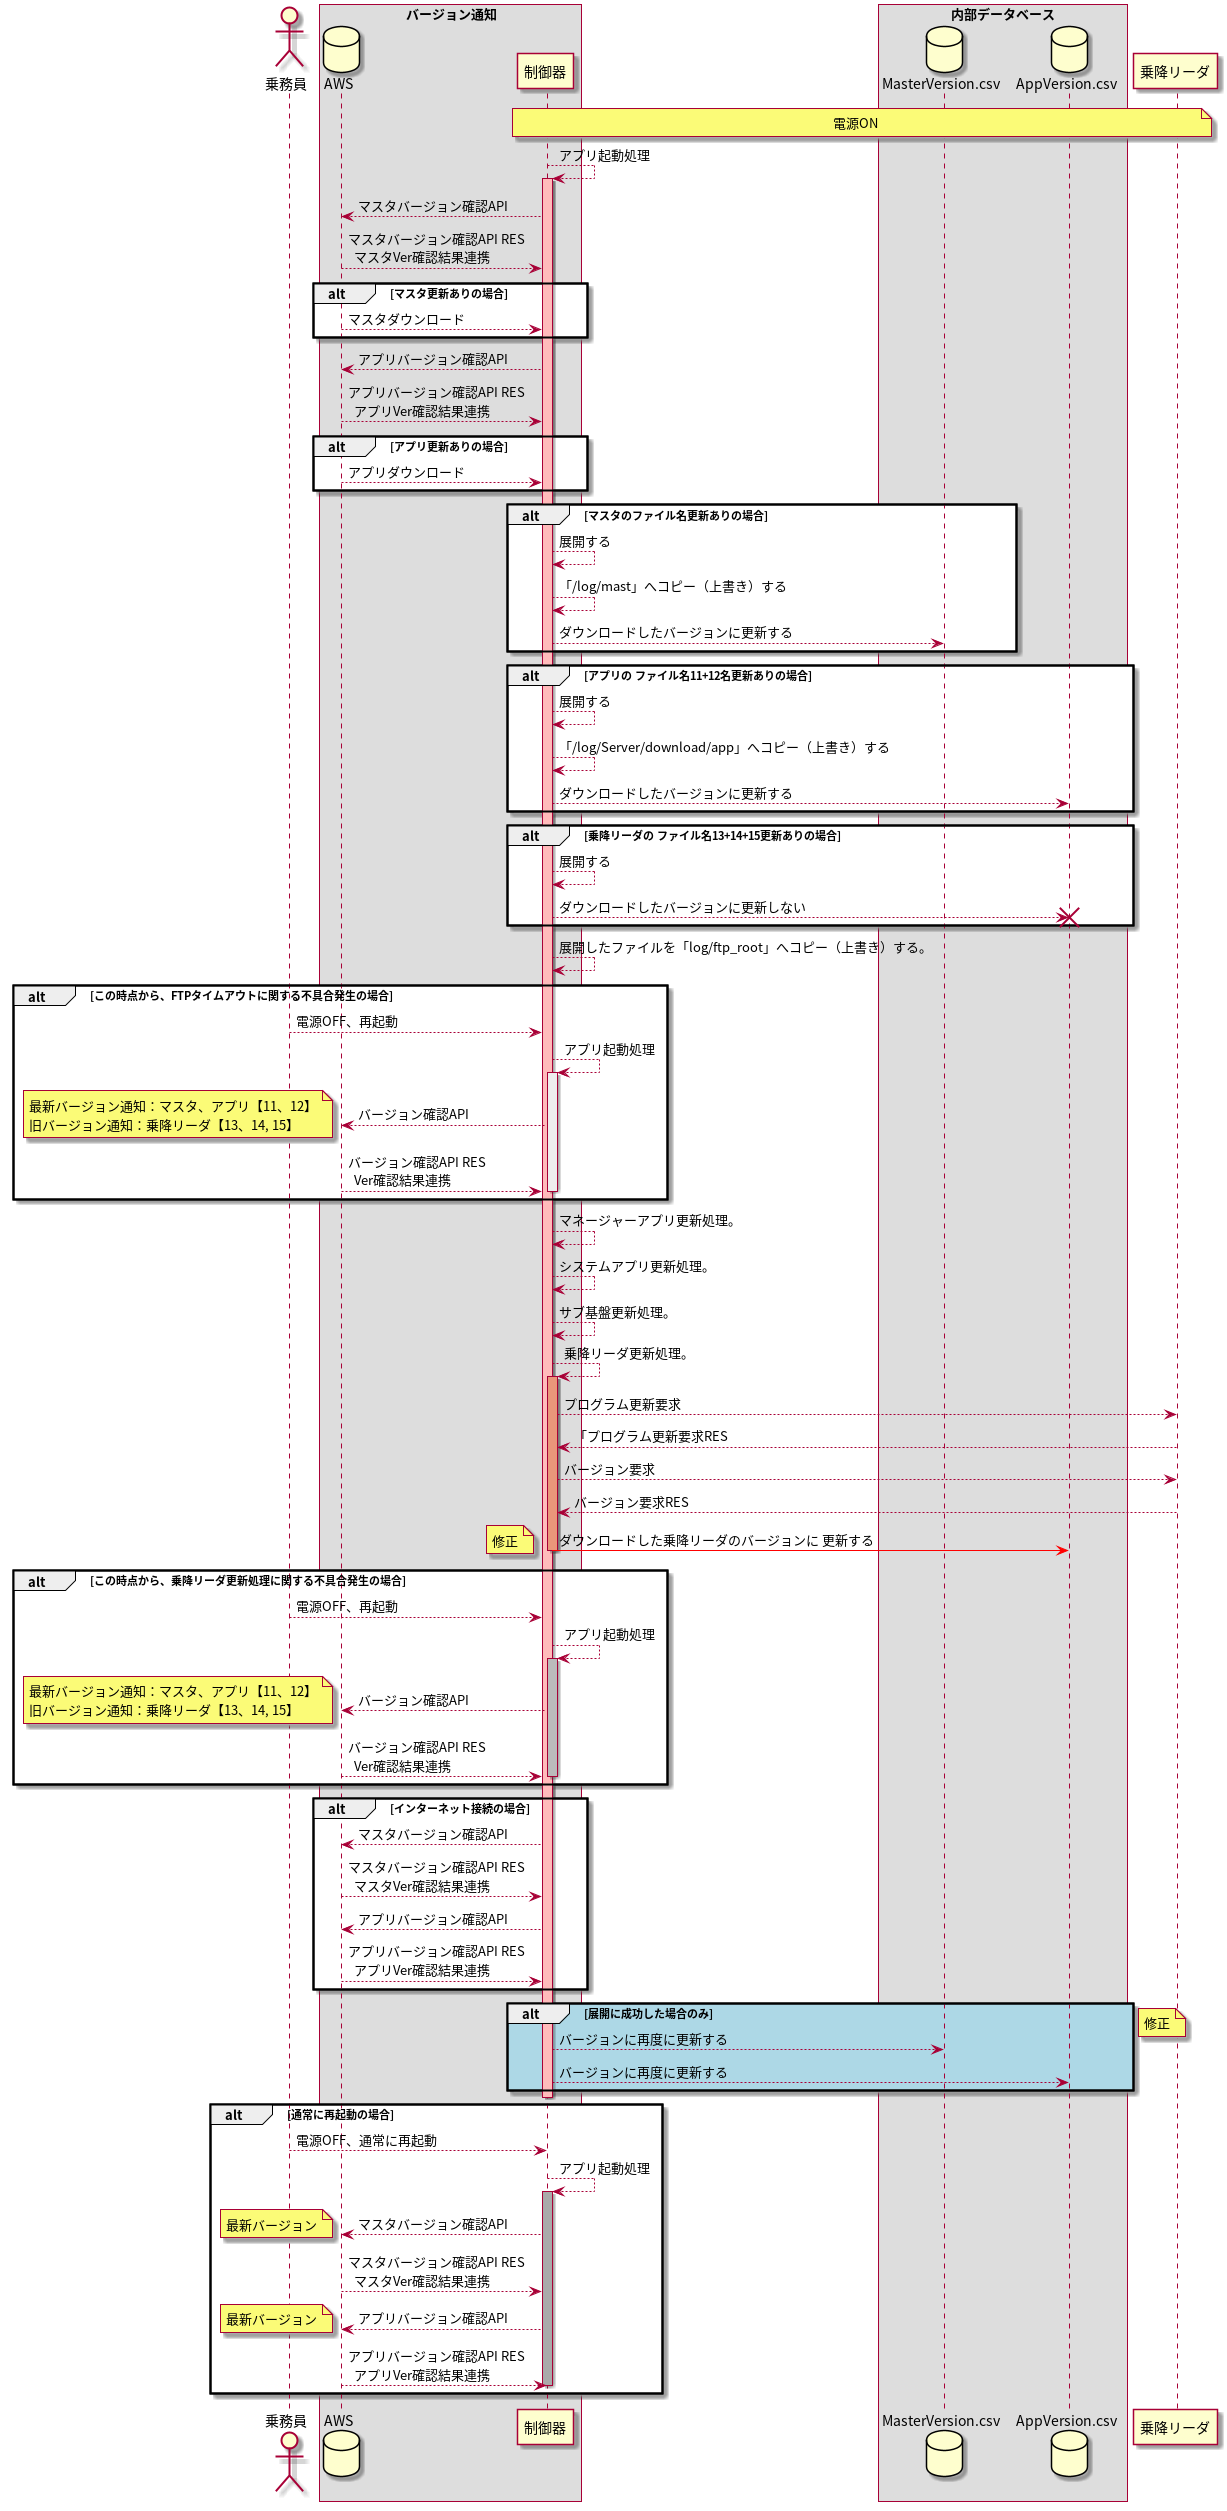 バージョン通知
内部データベース
乗務員
AWS
制御器
MasterVersion.csv
AppVersion.csv
乗降リーダ
電源ON
アプリ起動処理
マスタバージョン確認API
マスタバージョン確認API RES
マスタVer確認結果連携
alt [マスタ更新ありの場合]
マスタダウンロード
アプリバージョン確認API
アプリバージョン確認API RES
アプリVer確認結果連携
alt [アプリ更新ありの場合]
アプリダウンロード
alt [マスタのファイル名更新ありの場合]
展開する
「/log/mast」へコピー（上書き）する
ダウンロードしたバージョンに更新する
alt [アプリの ファイル名11+12名更新ありの場合]
展開する
「/log/Server/download/app」へコピー（上書き）する
ダウンロードしたバージョンに更新する
alt [乗降リーダの ファイル名13+14+15更新ありの場合]
展開する
ダウンロードしたバージョンに更新しない
展開したファイルを「log/ftp_root」へコピー（上書き）する。
alt [この時点から、FTPタイムアウトに関する不具合発生の場合]
電源OFF、再起動
アプリ起動処理
最新バージョン通知：マスタ、アプリ【11、12】
旧バージョン通知：乗降リーダ【13、14, 15】
バージョン確認API
バージョン確認API RES
Ver確認結果連携
マネージャーアプリ更新処理。
システムアプリ更新処理。
サブ基盤更新処理。
乗降リーダ更新処理。
プログラム更新要求
「プログラム更新要求RES
バージョン要求
バージョン要求RES
修正
ダウンロードした乗降リーダのバージョンに 更新する
alt [この時点から、乗降リーダ更新処理に関する不具合発生の場合]
電源OFF、再起動
アプリ起動処理
最新バージョン通知：マスタ、アプリ【11、12】
旧バージョン通知：乗降リーダ【13、14, 15】
バージョン確認API
バージョン確認API RES
Ver確認結果連携
alt [インターネット接続の場合]
マスタバージョン確認API
マスタバージョン確認API RES
マスタVer確認結果連携
アプリバージョン確認API
アプリバージョン確認API RES
アプリVer確認結果連携
alt [展開に成功した場合のみ]
修正
バージョンに再度に更新する
バージョンに再度に更新する
alt [通常に再起動の場合]
電源OFF、通常に再起動
アプリ起動処理
最新バージョン
マスタバージョン確認API
マスタバージョン確認API RES
マスタVer確認結果連携
最新バージョン
アプリバージョン確認API
アプリバージョン確認API RES
アプリVer確認結果連携
乗務員
AWS
制御器
MasterVersion.csv
AppVersion.csv
乗降リーダ